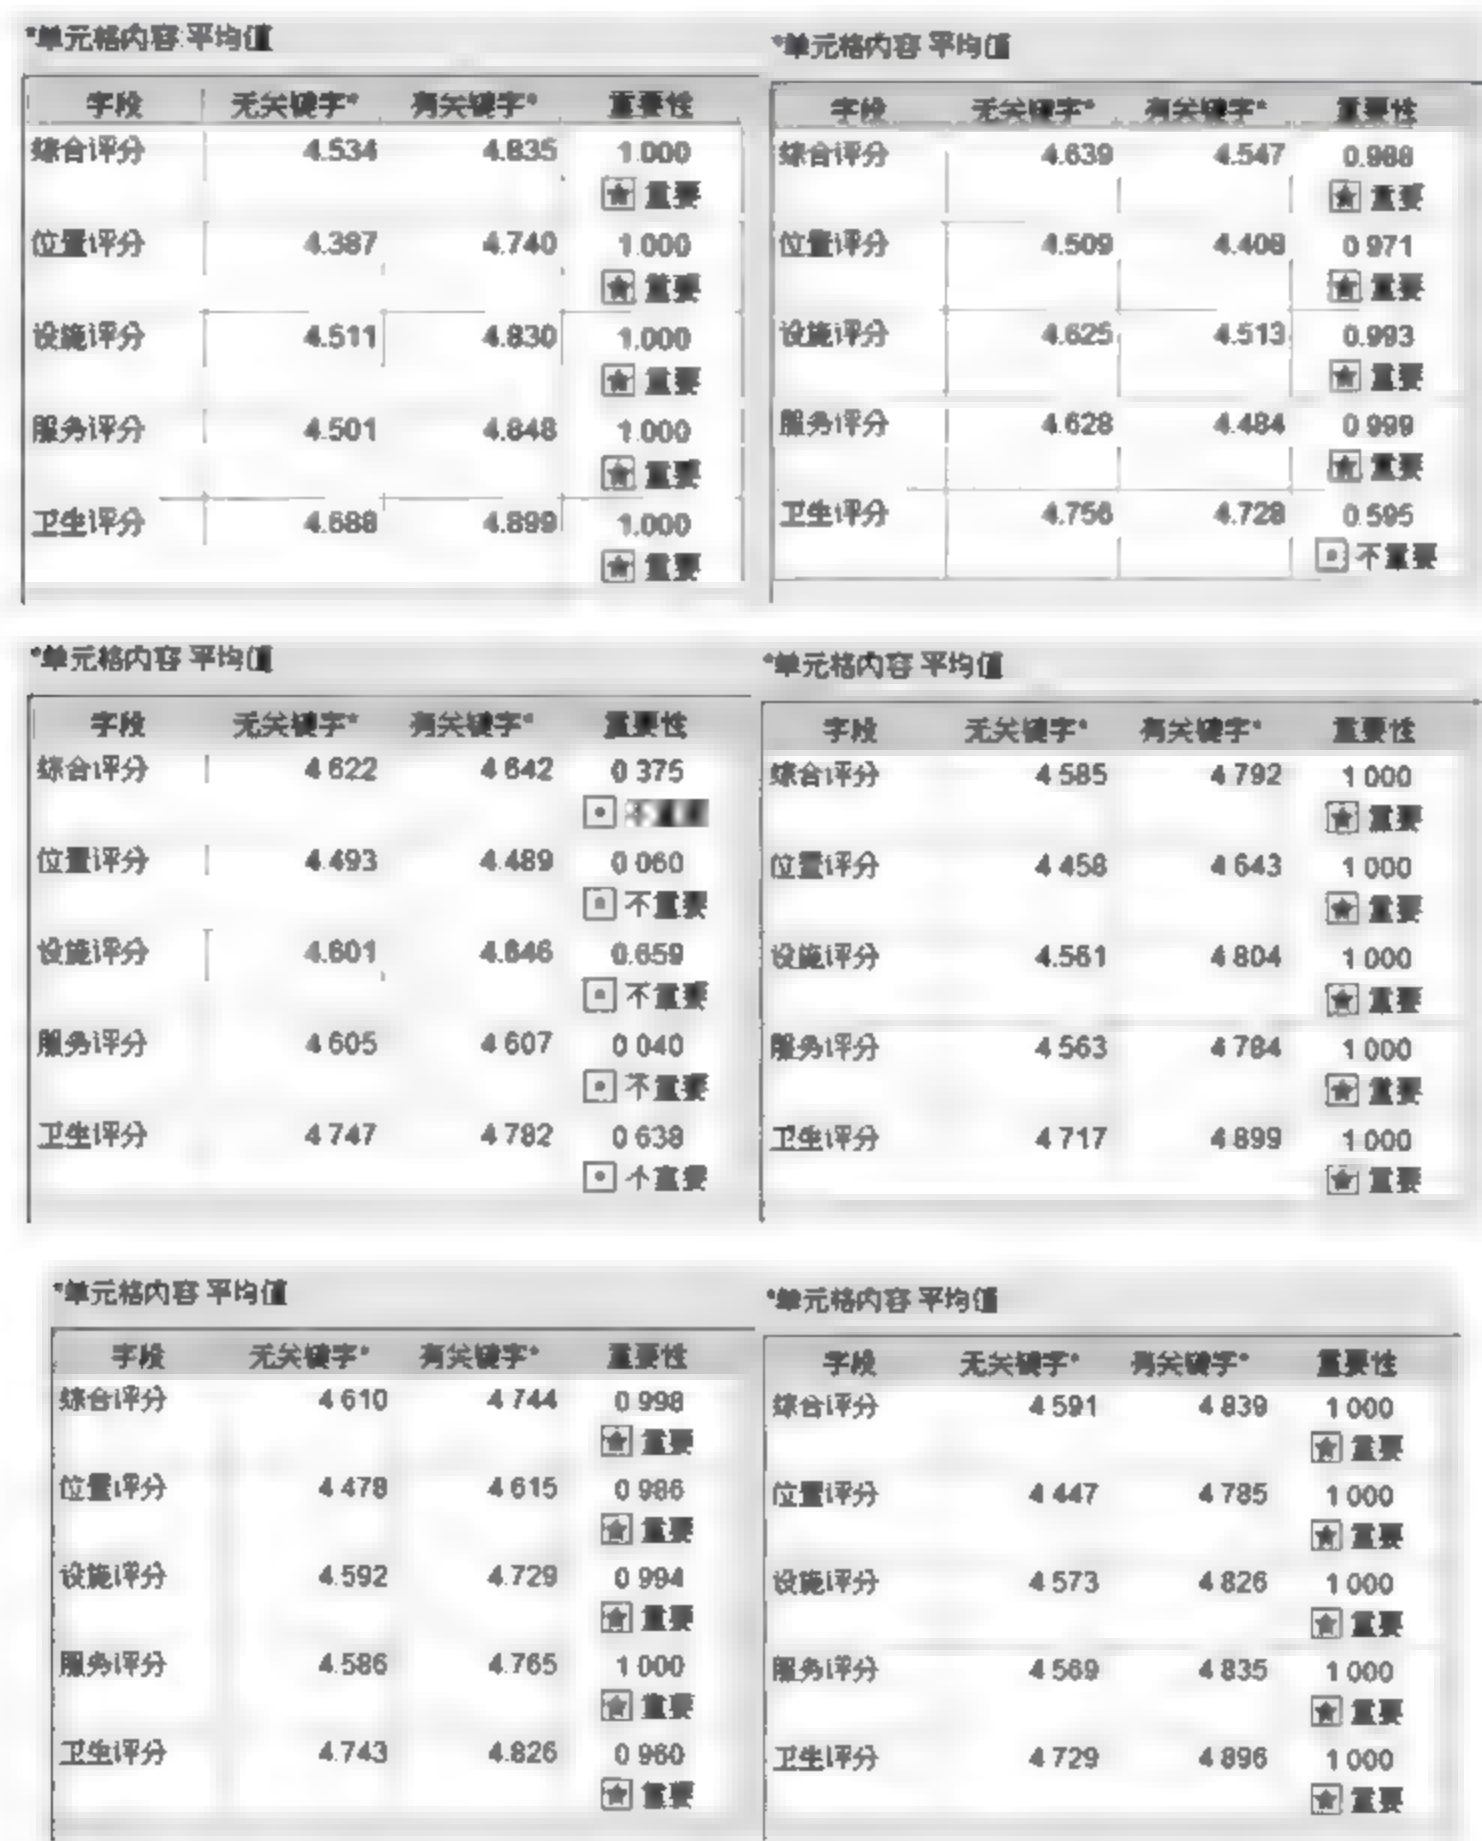 *单元格内容 平均值
字段 无关键字* 有关键字* 重要性
综合评分 4.534 4.835 1.000
重要
位置评分 4.387 4.740 1.000
重要
设施评分 4.511 4.830 1.000
重要
服务评分 4.501 4.848 1.000
重要
卫生评分 4.688 4.899 1.000
重要
*单元格内容 平均值
字段 无关键字* 有关键字* 重要性
综合评分 4.639 4.547 0.988
重要
位置评分 4.509 4.408 0.971
重要
设施评分 4.625 4.513 0.993
重要
服务评分 4.628 4.484 0.999
重要
卫生评分 4.756 4.728 0.595
不重要
*单元格内容 平均值
字段 无关键字* 有关键字* 重要性
综合评分 4.622 4.642 0.375
位置评分 4.493 4.489 0.060
不重要
设施评分 4.601 4.646 0.659
不重要
服务评分 4.605 4.607 0.040
不重要
卫生评分 4.747 4.782 0.638
不重要
*单元格内容 平均值
字段 无关键字* 有关键字* 重要性
综合评分 4.585 4.792 1.000
重要
位置评分 4.458 4.643 1.000
重要
设施评分 4.561 4.804 1.000
重要
服务评分 4.563 4.784 1.000
重要
卫生评分 4.717 4.899 1.000
重要
*单元格内容 平均值
字段 无关键字* 有关键字* 重要性
综合评分 4.610 4.744 0.998
重要
位置评分 4.478 4.615 0.986
重要
设施评分 4.592 4.729 0.994
重要
服务评分 4.586 4.765 1.000
重要
卫生评分 4.743 4.826 0.960
重要
*单元格内容 平均值
字段 无关键字* 有关键字* 重要性
综合评分 4.591 4.839 1.000
重要
位置评分 4.447 4.785 1.000
重要
设施评分 4.573 4.826 1.000
重要
服务评分 4.569 4.835 1.000
重要
卫生评分 4.729 4.896 1.000
重要